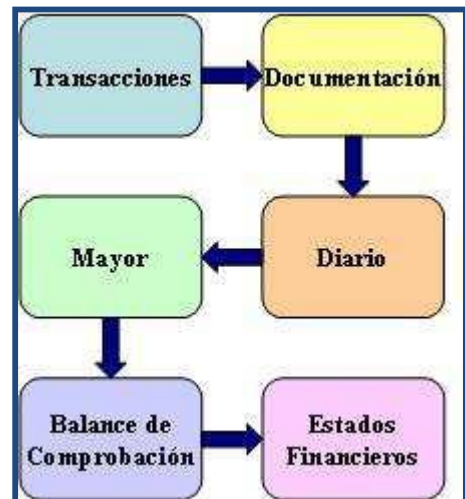 Transacciones
Documentación
Diario
Mayor
Balance de
Comprobación
Estados
Financieros